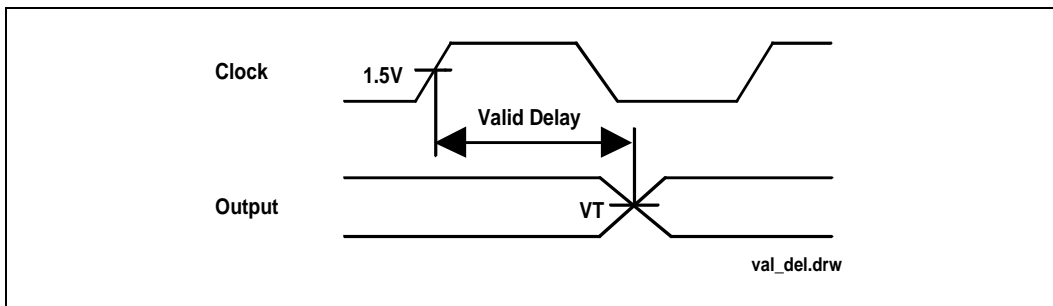 Clock
1.5V
Valid Delay
Output
VT
val_del.drw